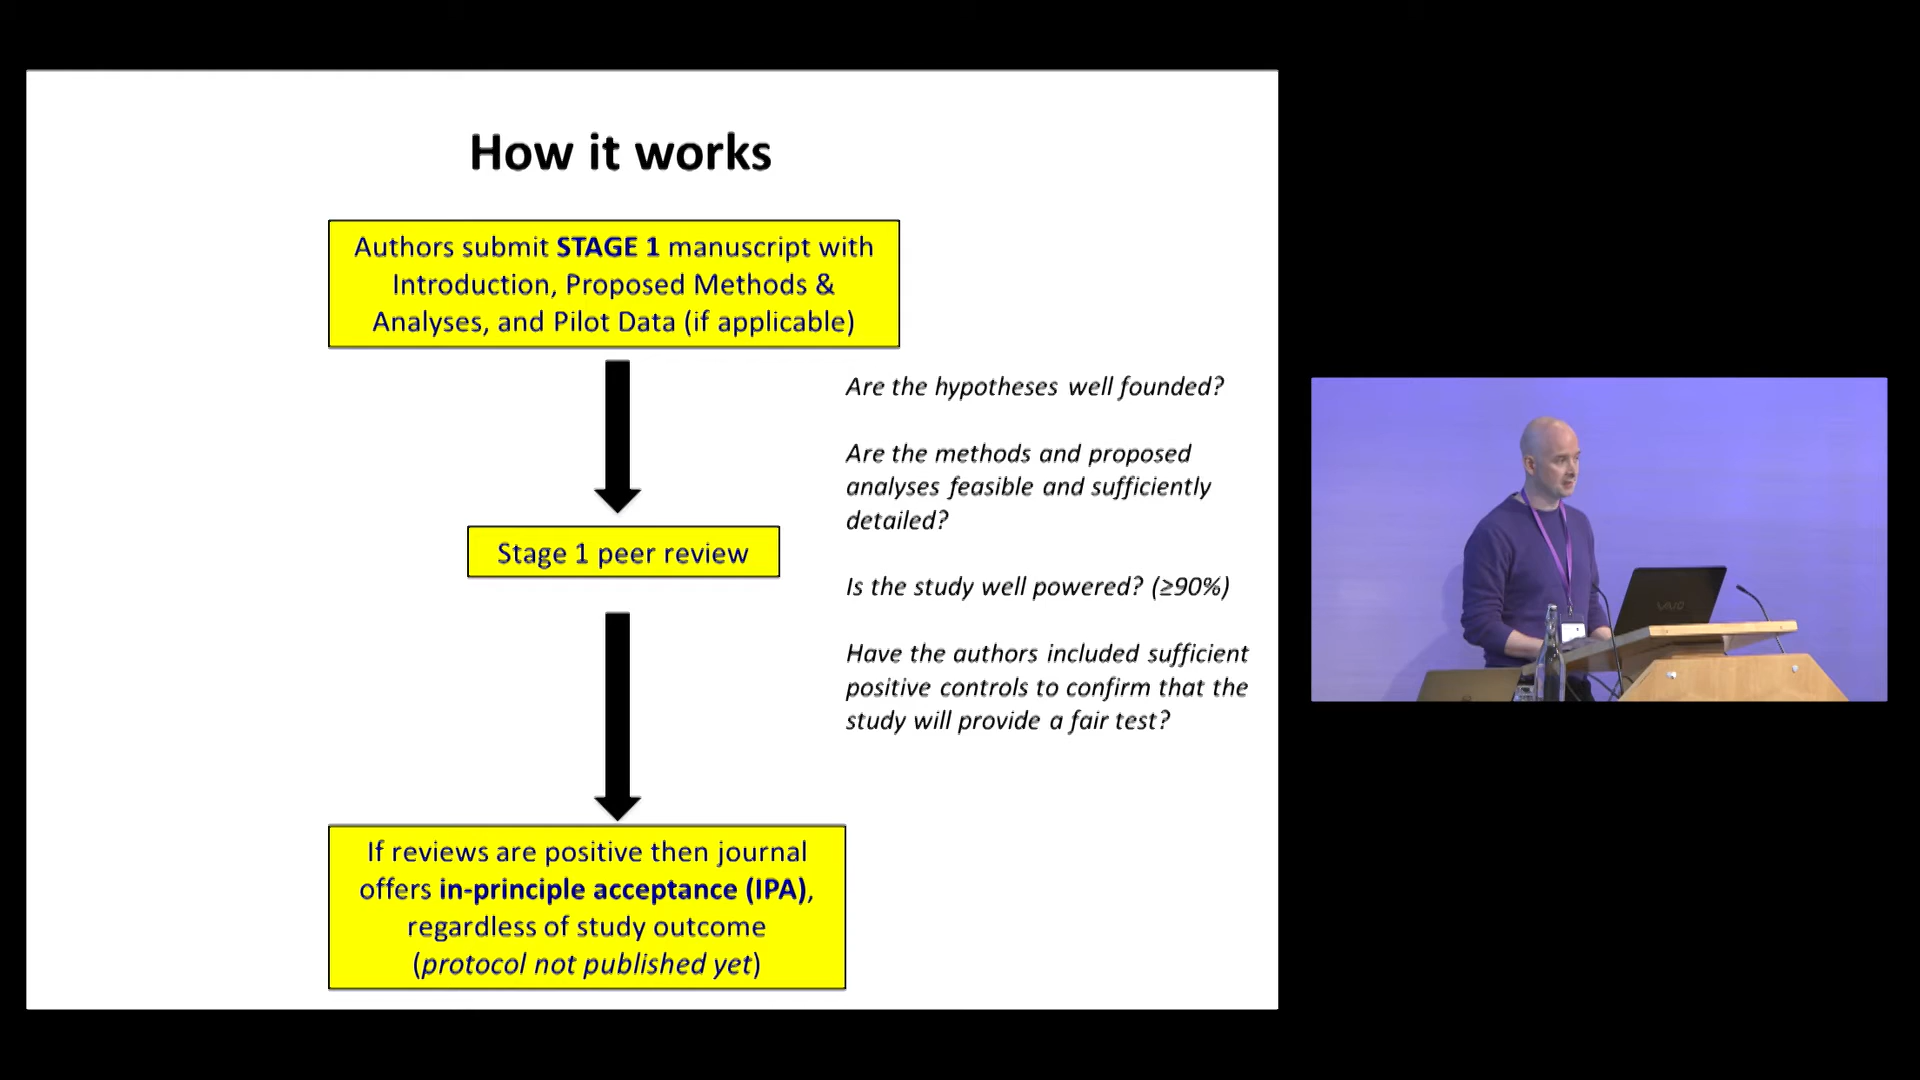 How it works
Authors submit STAGE 1 manuscript with
Introduction, Proposed Methods &
Analyses, and Pilot Data (if applicable)
Are the hypotheses well founded?
Are the methods and proposed
analyses feasible and sufficiently
detailed?
Stage 1 peer review
Is the study well powered? (≥90%)
Have the authors included sufficient
positive controls to confirm that the
study will provide a fair test?
If reviews are positive then journal
offers in-principle acceptance (IPA),
regardless of study outcome
(protocol not published yet)
VAIO